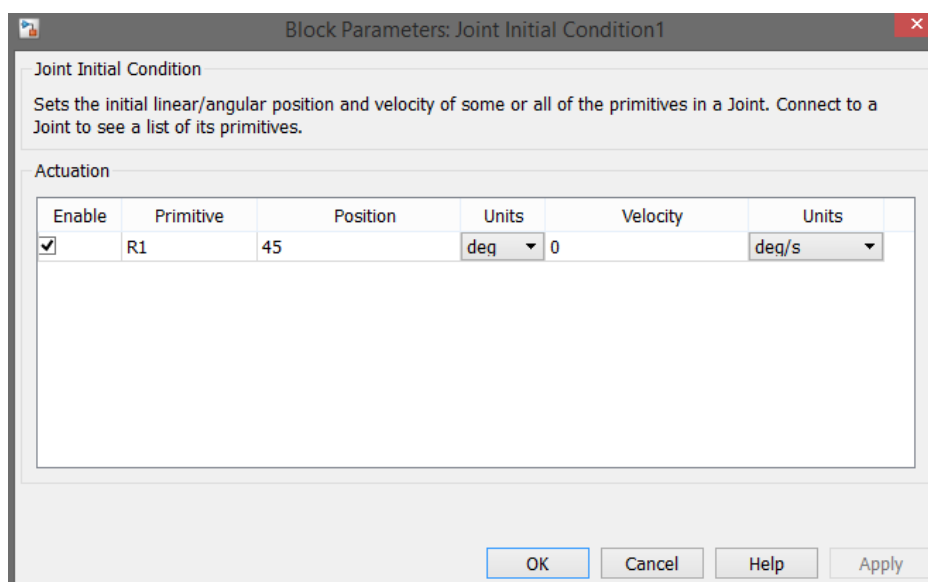 Block Parameters: Joint Initial Condition1
Joint Initial Condition
Sets the initial linear/angular position and velocity of some or all of the primitives in a Joint. Connect to a
Joint to see a list of its primitives.
Actuation
Enable Primitive Position Units Velocity Units
R1 45 deg 0 deg/s
OK Cancel Help Apply